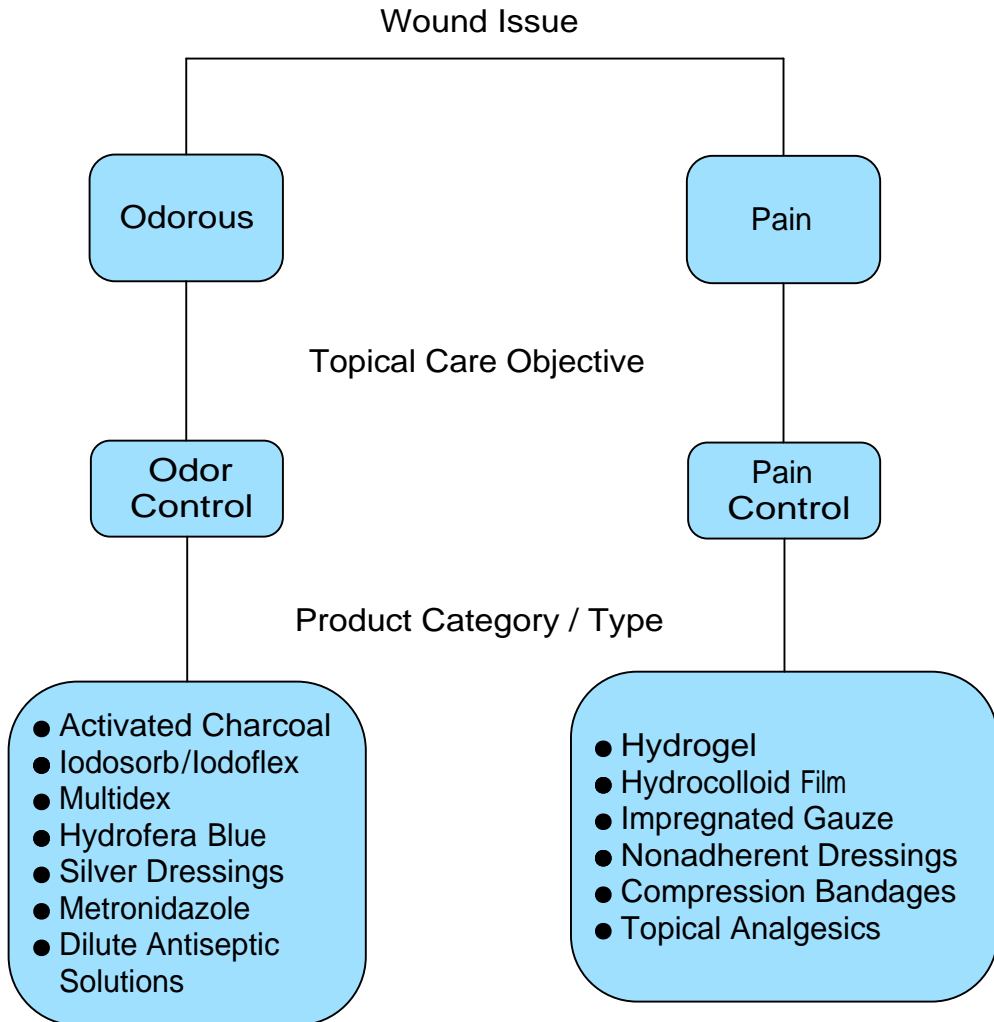 Wound Issue
Odorous
Pain
Topical Care Objective
Odor
Control
Pain
Control
Product Category / Type
● Activated Charcoal
● Iodosorb/Iodoflex
● Multidex
● Hydrofera Blue
● Silver Dressings
● Metronidazole
● Dilute Antiseptic
Solutions
● Hydrogel
● Hydrocolloid Film
● Impregnated Gauze
● Nonadherent Dressings
● Compression Bandages
● Topical Analgesics